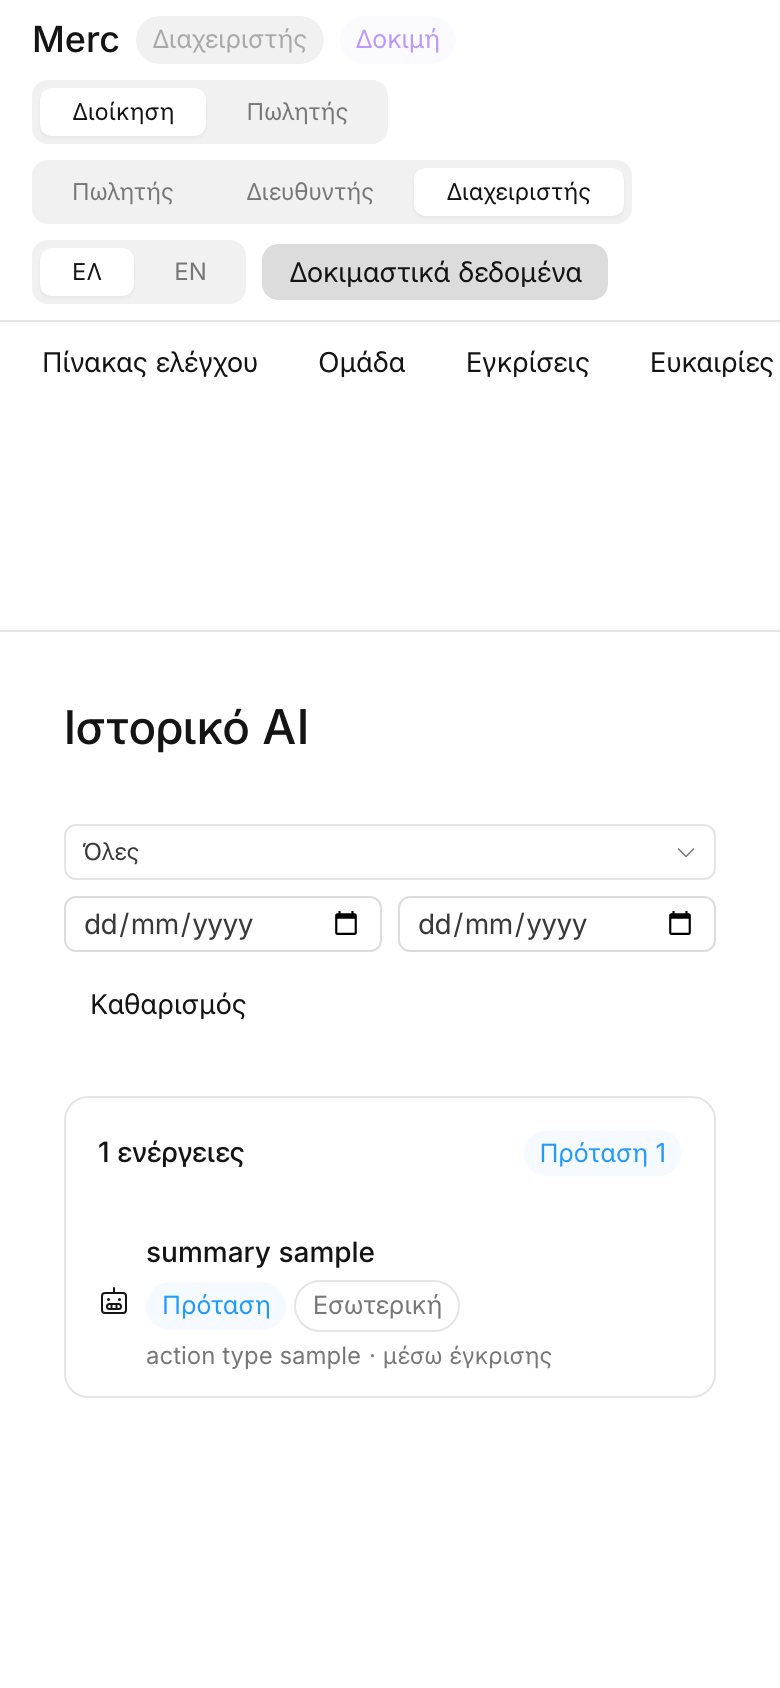 Merc Διαχειριστής Δοκιμή
Διοίκηση Πωλητής
Πωλητής Διευθυντής Διαχειριστής
ΕΛ EN Δοκιμαστικά δεδομένα
Πίνακας ελέγχου Ομάδα Εγκρίσεις Ευκαιρίες
Ιστορικό AI
Όλες
dd/mm/yyyy dd/mm/yyyy
Καθαρισμός
1 ενέργειες Πρόταση 1
summary sample
Πρόταση Εσωτερική
action type sample · μέσω έγκρισης